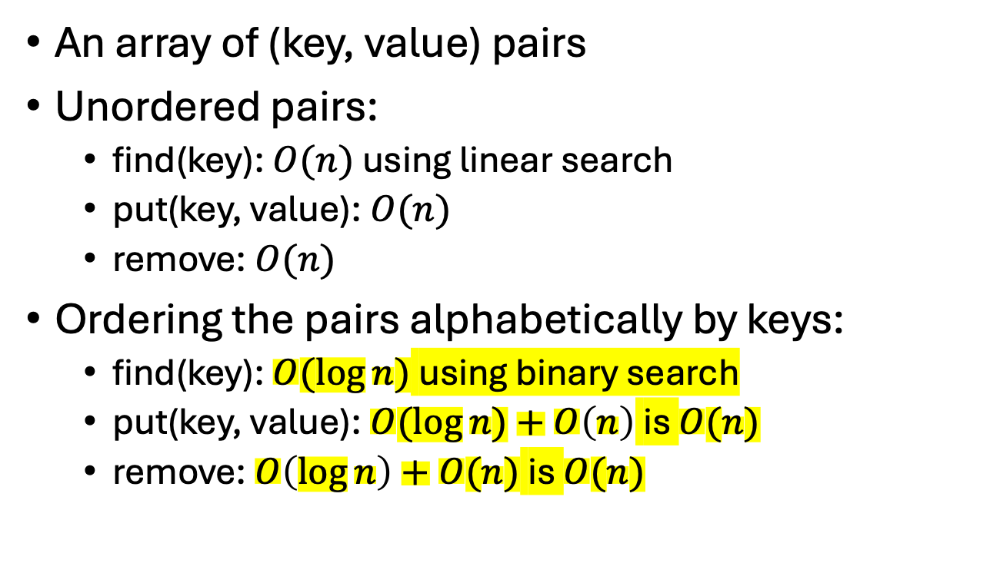 • An array of (key, value) pairs
• Unordered pairs:
• find(key): O(n) using linear search
• put(key, value): O(n)
• remove: O(n)
• Ordering the pairs alphabetically by keys:
• find(key): O(log n) using binary search
• put(key, value): O(log n) + O(n) is O(n)
• remove: O(log n) + O(n) is O(n)